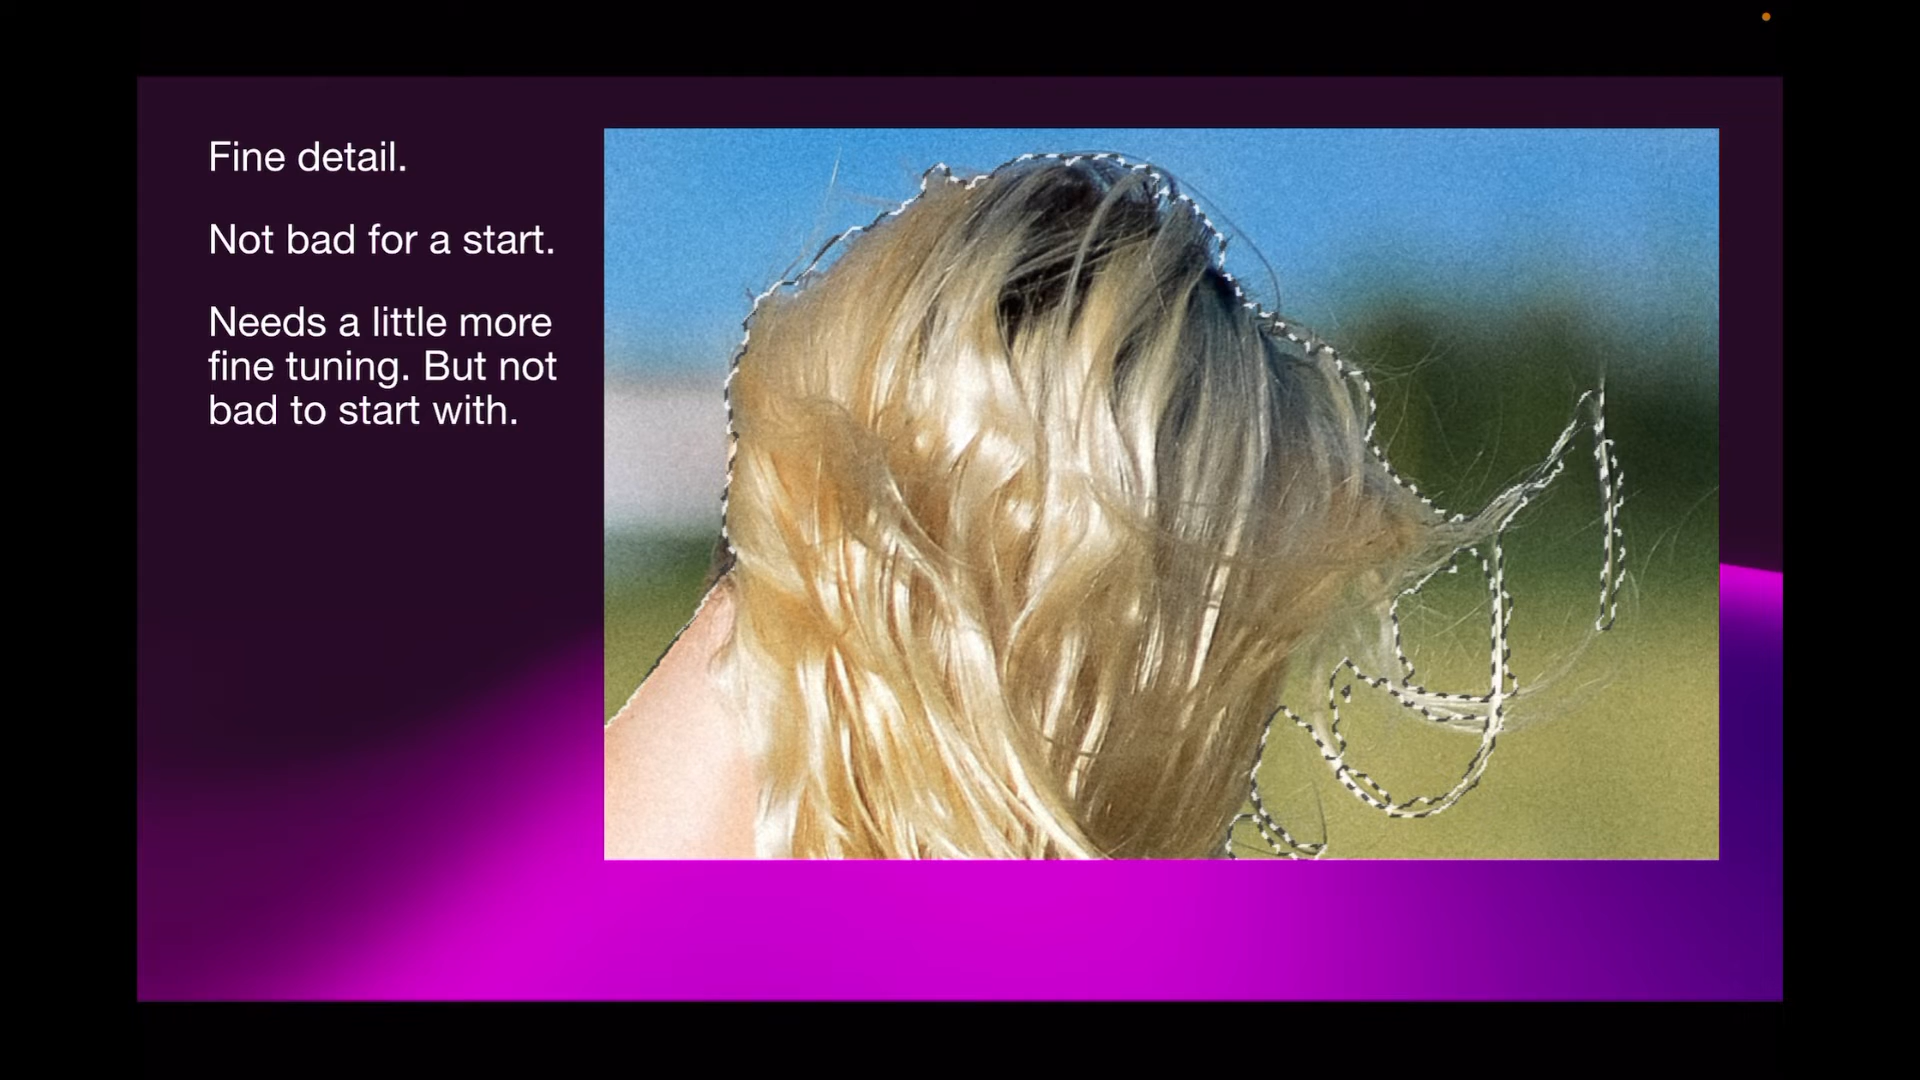 Fine detail.
Not bad for a start.
Needs a little more
fine tuning. But not
bad to start with.